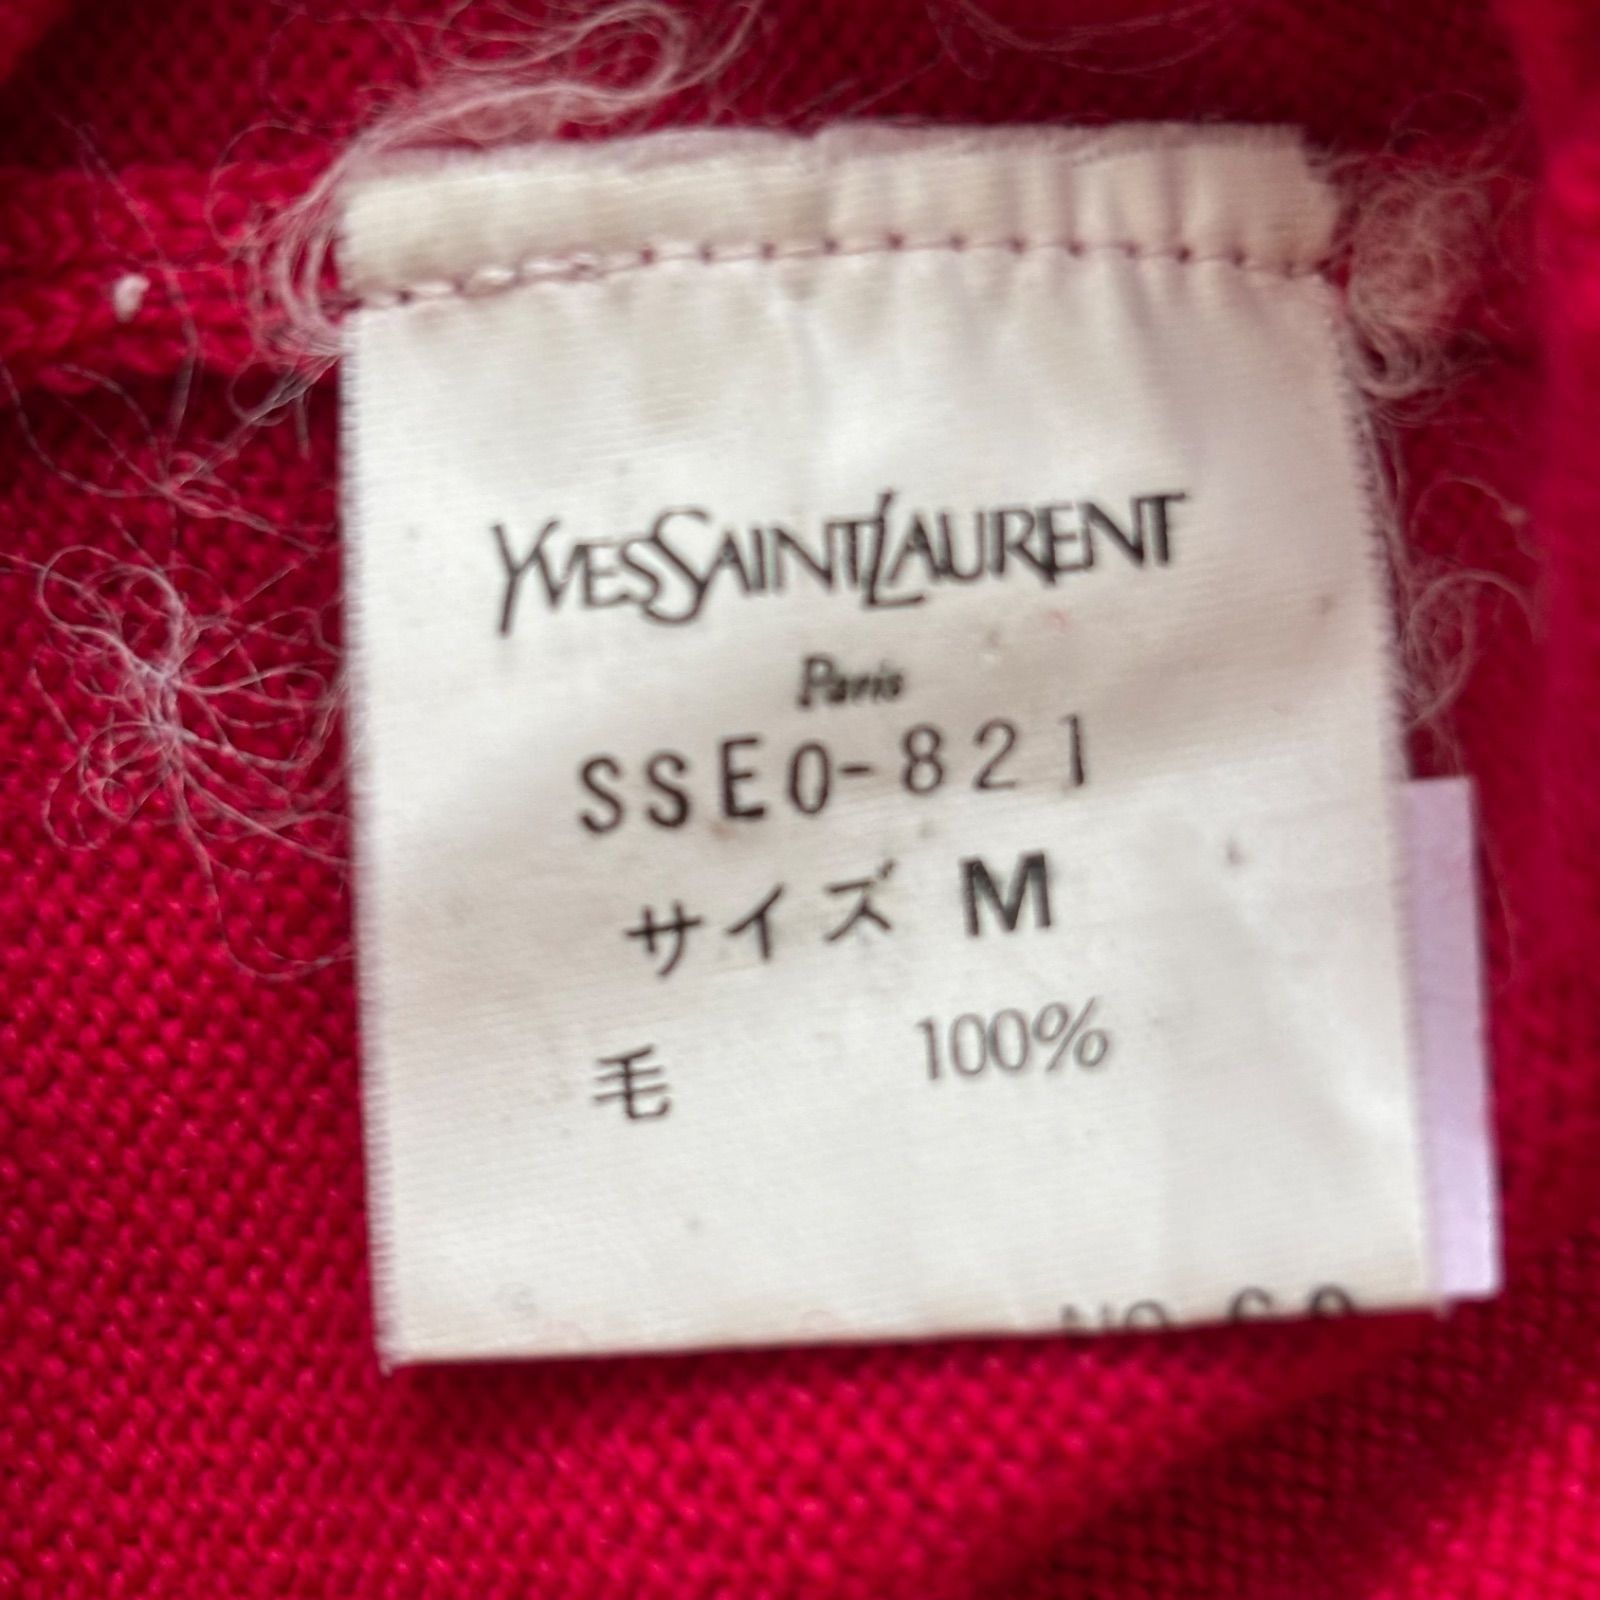 YVESSAINTLAURENT
Paris
SSE0-821
サイズ M
毛 100%